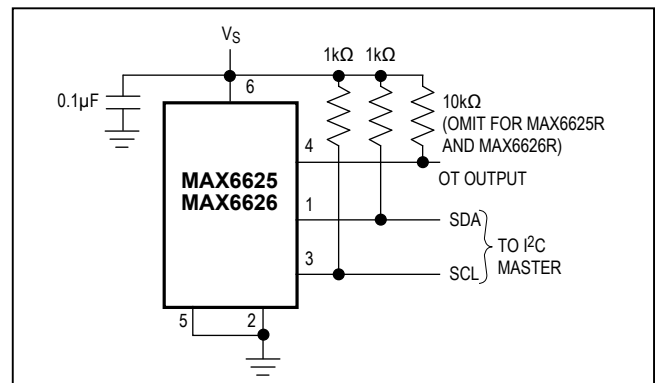 VS
1kΩ 1kΩ
6
0.1µF
10kΩ
(OMIT FOR MAX6625R
AND MAX6626R)
4
OT OUTPUT
MAX6625
MAX6626
1
SDA
TO I²C
MASTER
3
SCL
5 2